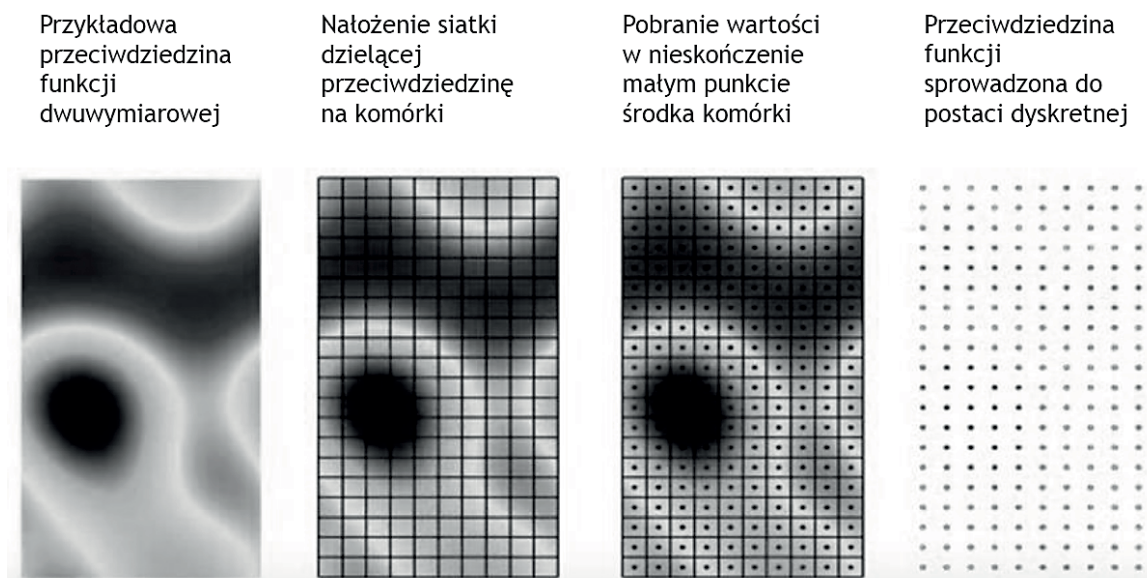 Przykładowa
przeciwdziedzina
funkcji
dwuwymiarowej
Nałożenie siatki
dzielącej
przeciwdziedzinę
na komórki
Pobranie wartości
w nieskończenie
małym punkcie
środka komórki
Przeciwdziedzina
funkcji
sprowadzona do
postaci dyskretnej